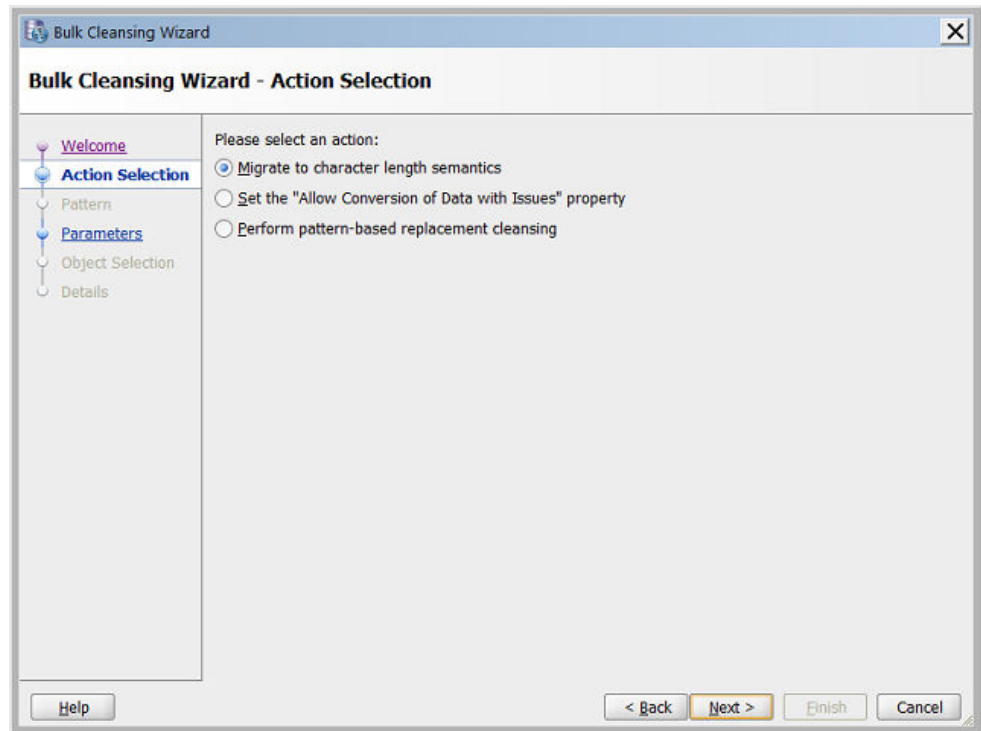 Bulk Cleansing Wizard
Bulk Cleansing Wizard - Action Selection
Welcome
Action Selection
Pattern
Parameters
Object Selection
Details
Please select an action:
Migrate to character length semantics
Set the "Allow Conversion of Data with Issues" property
Perform pattern-based replacement cleansing
Help
< Back
Next >
Finish
Cancel